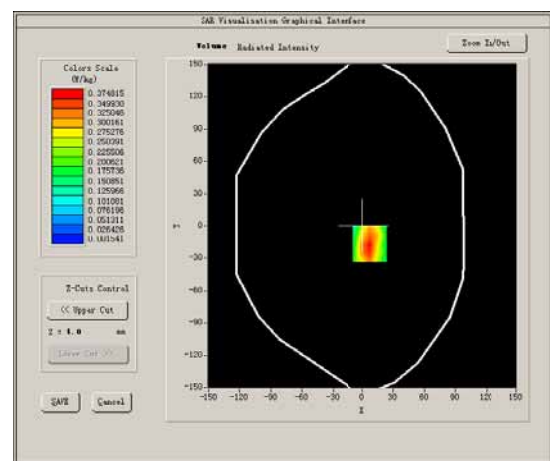 SAR Visualisation Graphical Interface
Volume Radiated Intensity
Zoom In/Out
Colors Scale
(W/kg)
0.374815
0.349930
0.325046
0.300161
0.275276
0.250391
0.225506
0.200621
0.175736
0.150851
0.125966
0.101081
0.076196
0.051311
0.026426
0.001541
Z-Cuts Control
<< Upper Cut
Z = 4.0 mm
Lower Cut >>
SAVE Cancel
150
120
90
60
30
0
-30
-60
-90
-120
-150
Y
-150 -120 -90 -60 -30 0 30 60 90 120 150
X